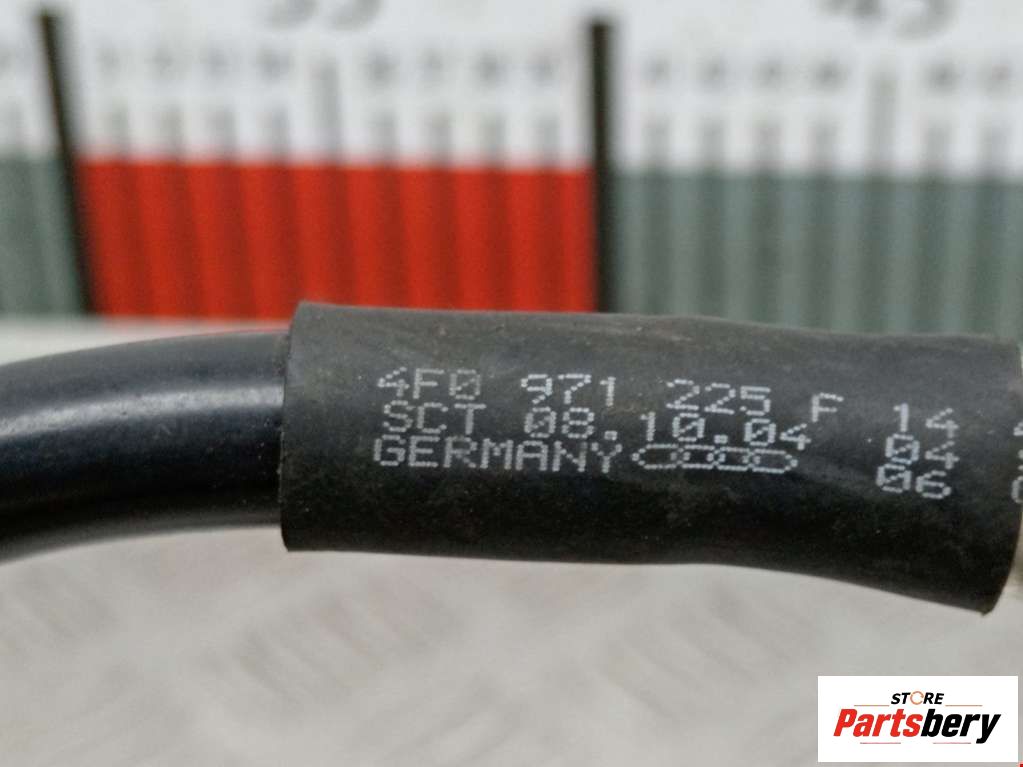 4F0 971 225 F 14
SCT 08.10.04 04
GERMANY 06
STORE
Partsbery